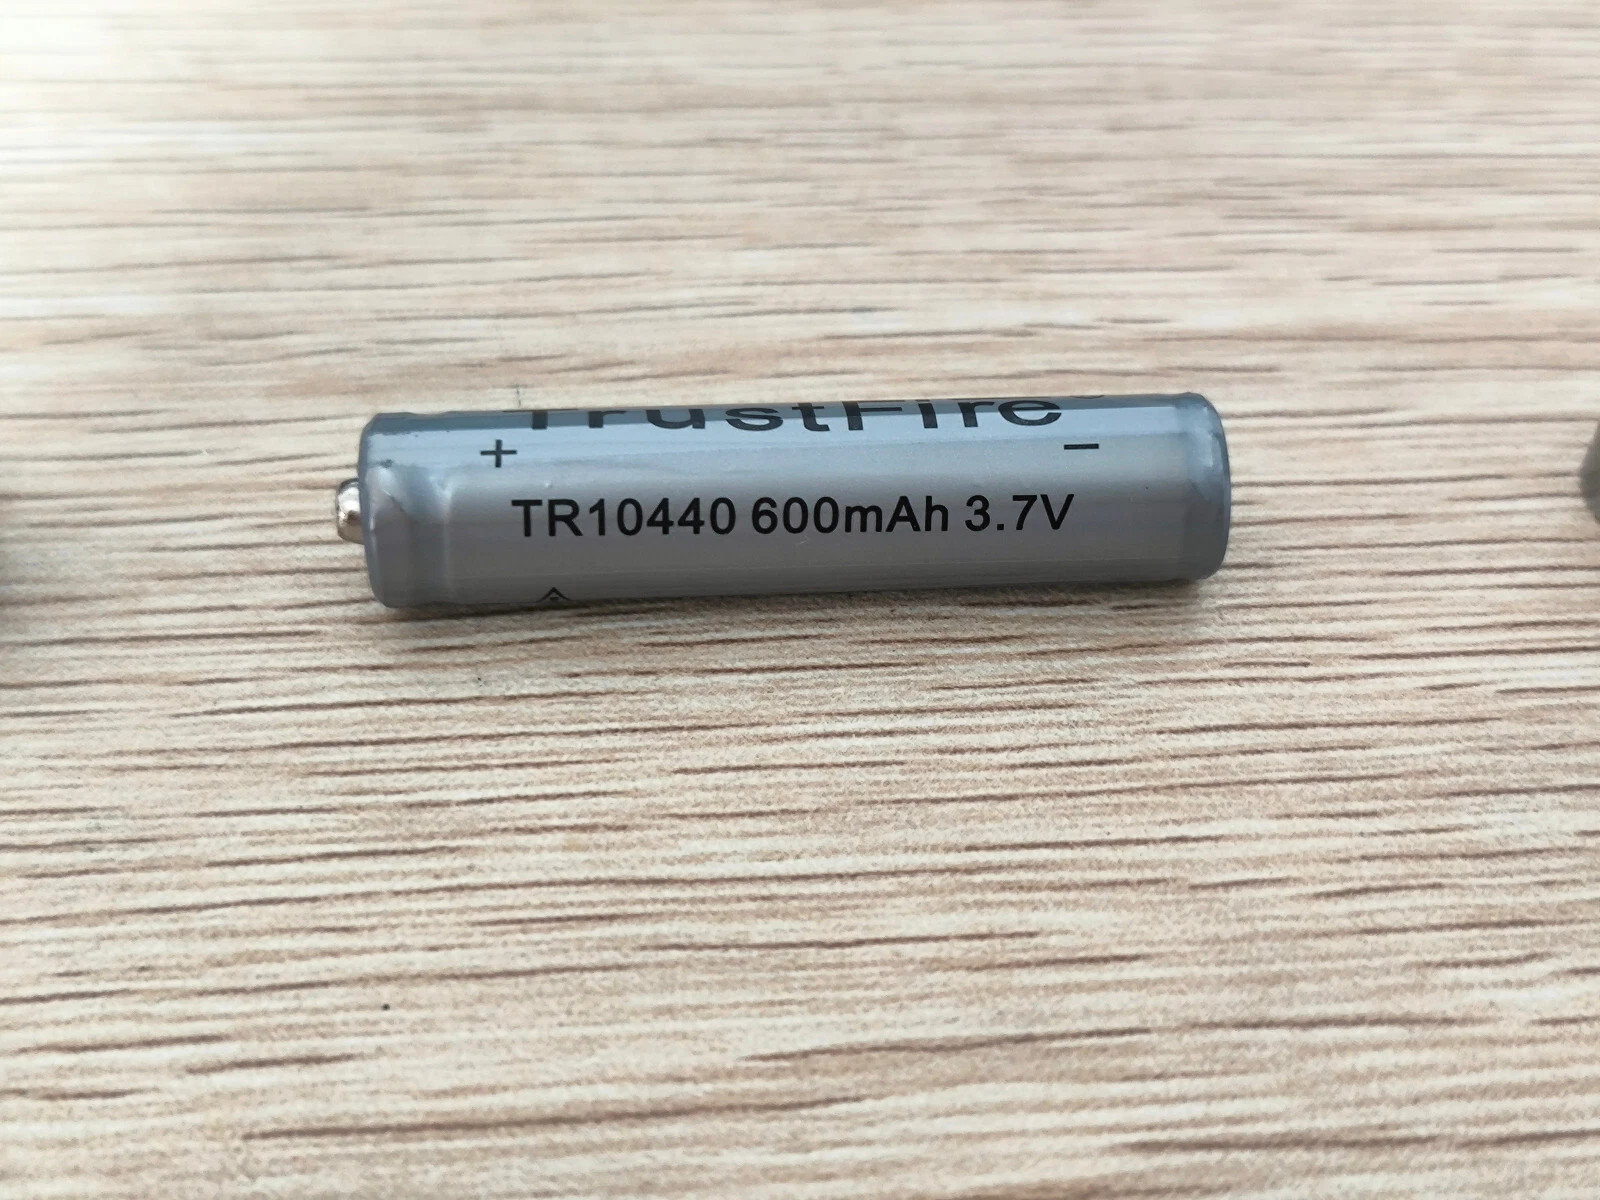 TrustFire
+ −
TR10440 600mAh 3.7V